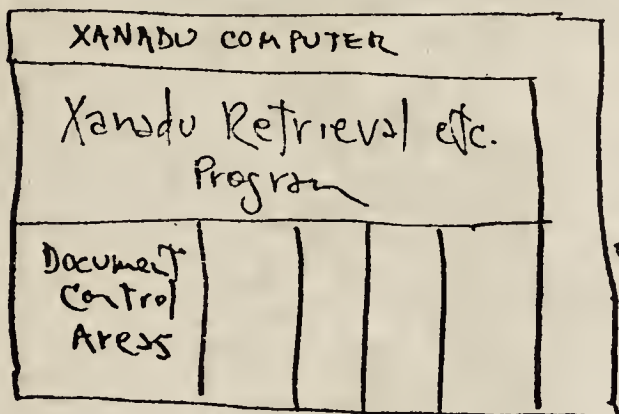 XANADU COMPUTER
Xanadu Retrieval etc.
Program
Document
Control
Areas